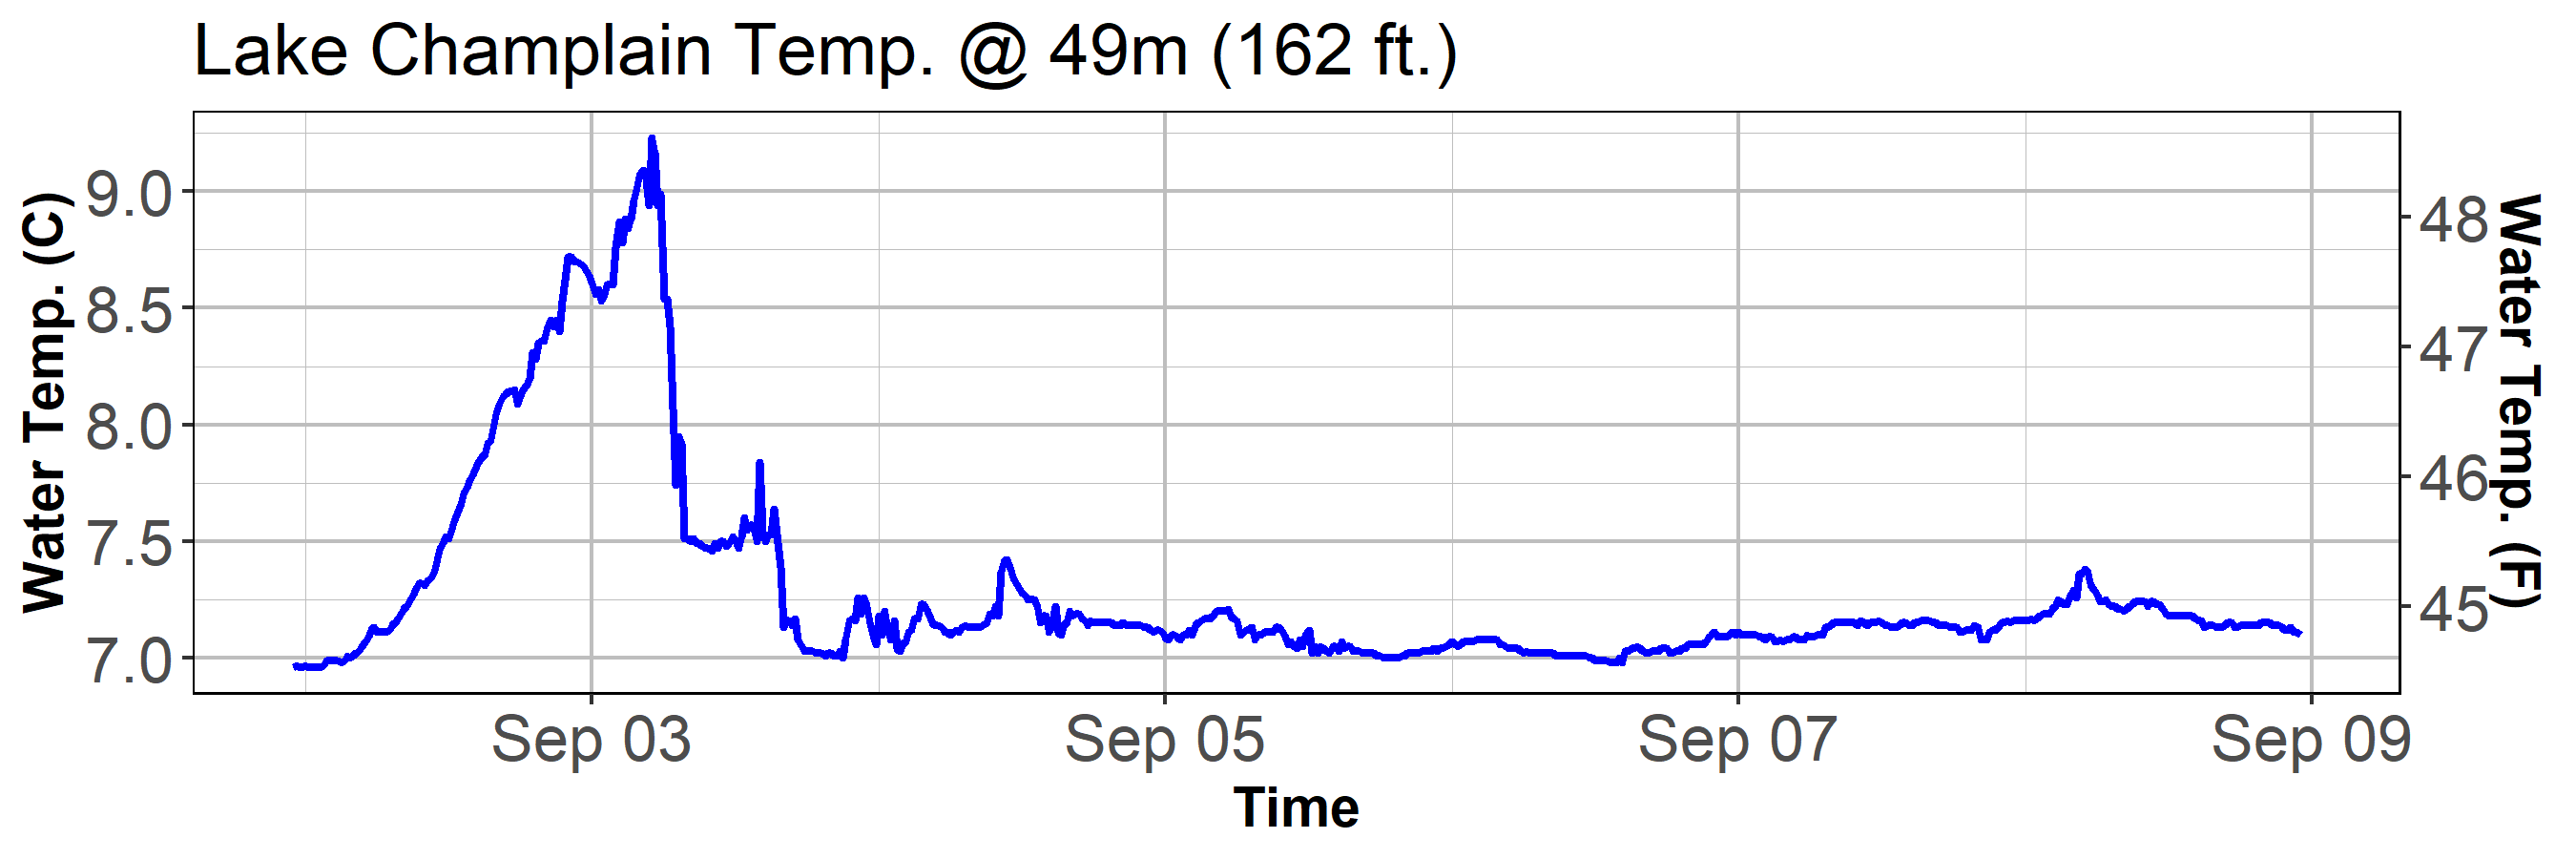 Lake Champlain Temp. @ 49m (162 ft.)
Water Temp. (C)
9.0
8.5
8.0
7.5
7.0
48
47
46
45
Water Temp. (F)
Sep 03 Sep 05 Sep 07 Sep 09
Time